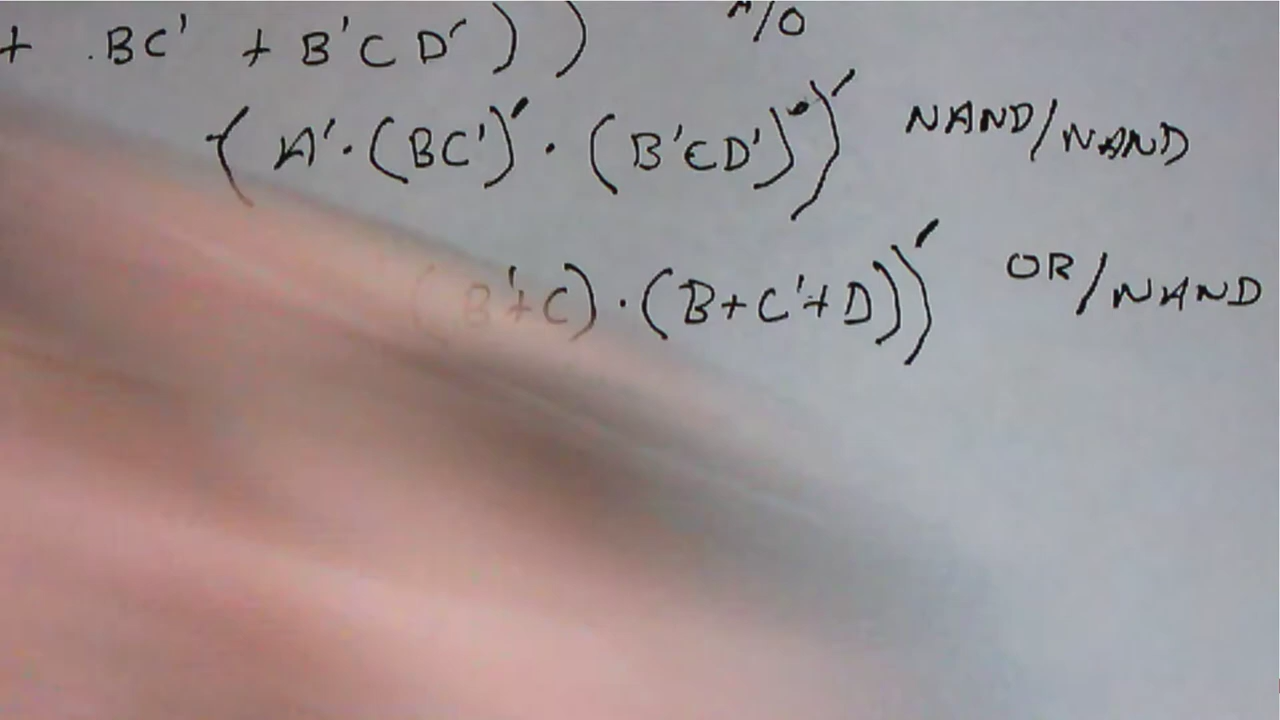 + BC' + B'CD')) A/O
(A'·(BC')'·(B'CD')')' NAND/NAND
(B'+C)·(B+C'+D))' OR/NAND